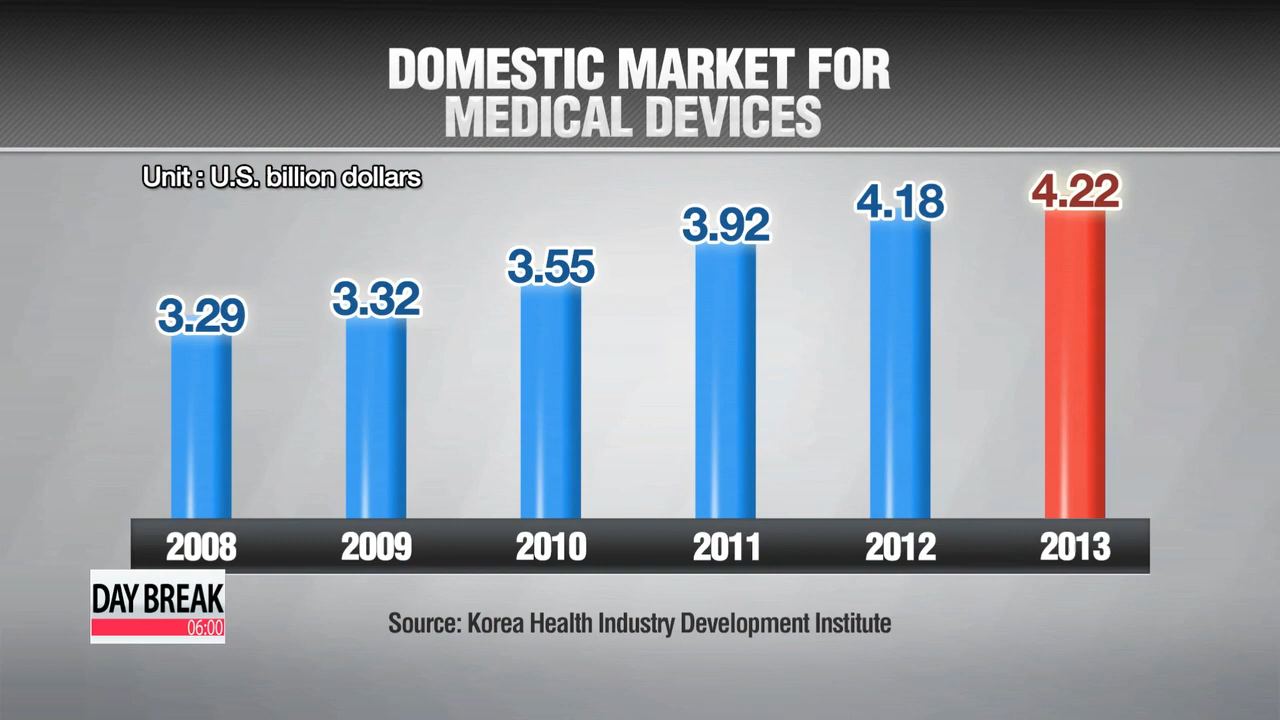 DOMESTIC MARKET FOR
MEDICAL DEVICES
Unit : U.S. billion dollars
3.29
3.32
3.55
3.92
4.18
4.22
2008
2009
2010
2011
2012
2013
DAY BREAK
06:00
Source: Korea Health Industry Development Institute